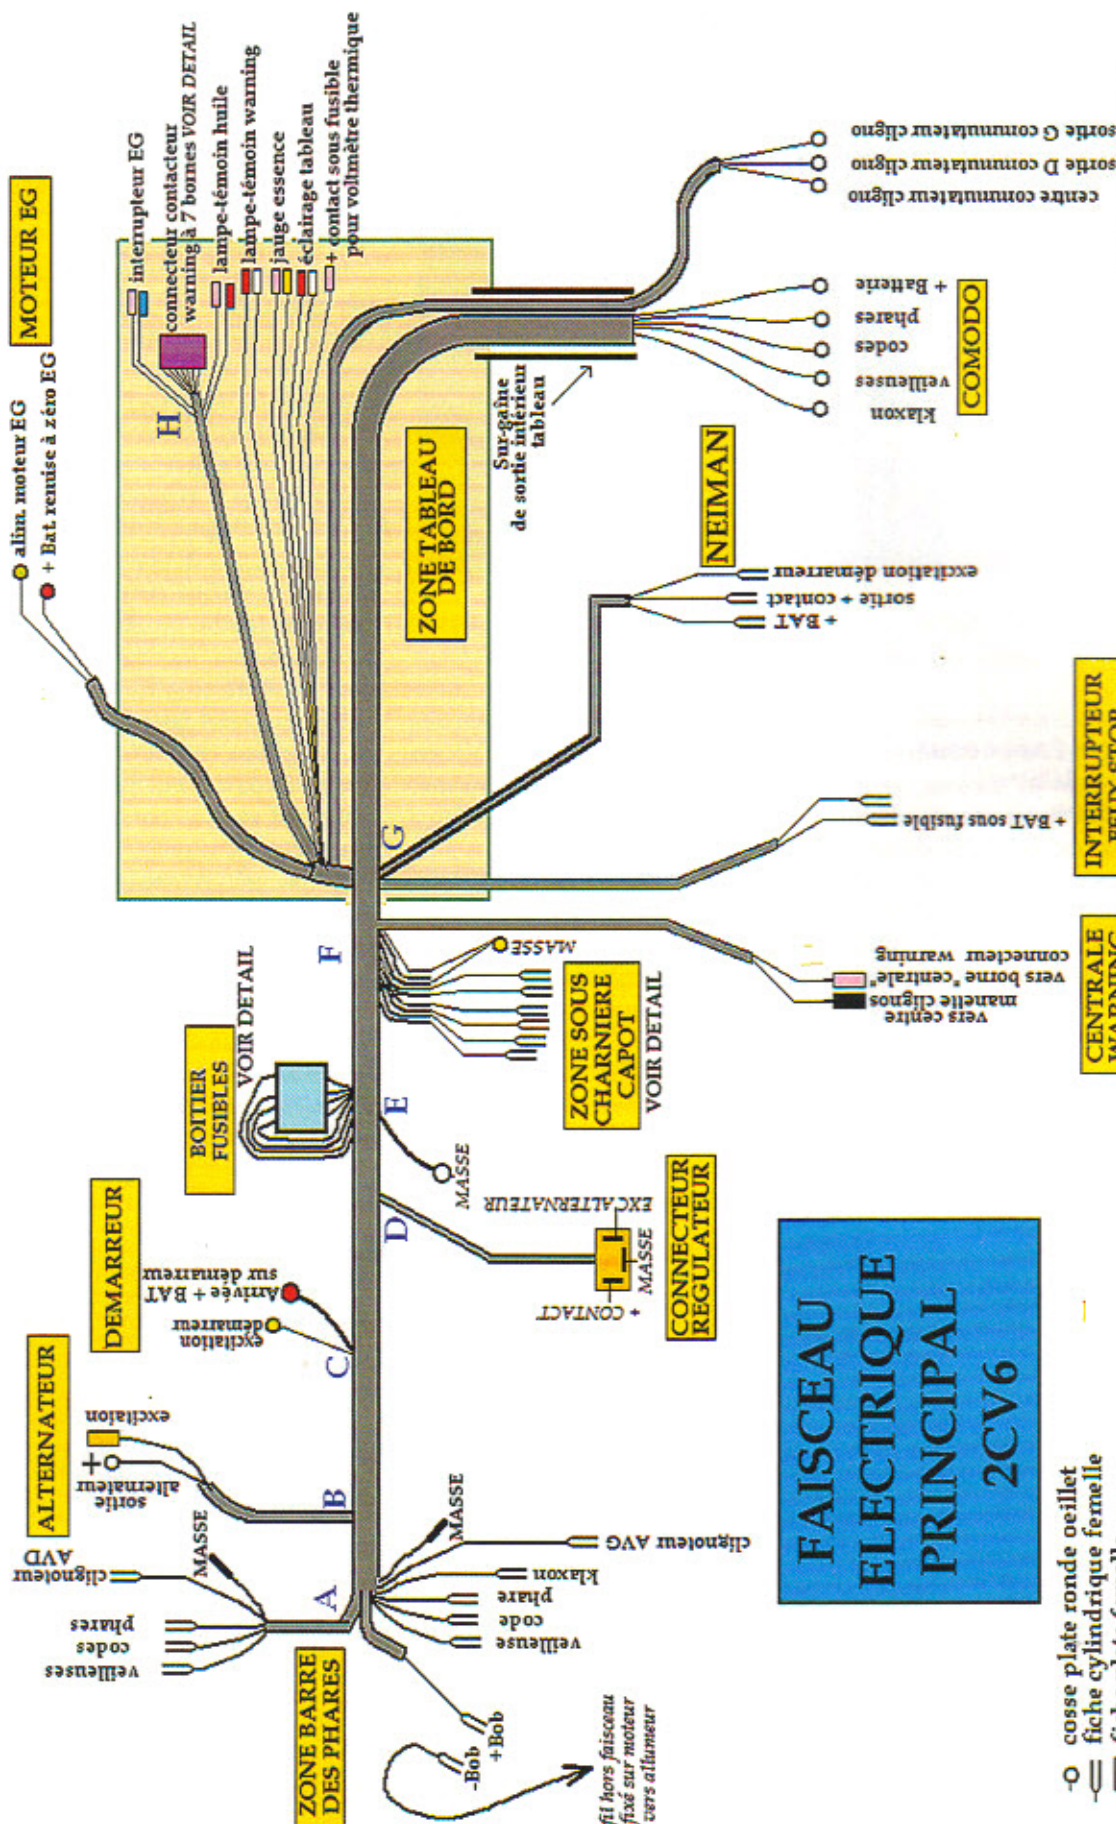 MOTEUR EG
alim. moteur EG
+ Bat. remise à zéro EG
interrupteur EG
connecteur contacteur
warning à 7 bornes VOIR DETAIL
lampe-témoin huile
lampe-témoin warning
jauge essence
éclairage tableau
+ contact sous fusible
pour voltmètre thermique
H
ZONE TABLEAU
DE BORD
Sur-gaîne
de sortie intérieur
tableau
sortie G commutateur cligno
sortie D commutateur cligno
centre commutateur cligno
+ Batterie
phares
codes
veilleuses
klaxon
COMODO
NEIMAN
excitation démarreur
sortie + contact
+ BAT
G
INTERRUPTEUR
FEUX STOP
+ BAT sous fusible
F
CENTRALE
WARNING
vers borne "centrale"
connecteur warning
vers centre
manette clignos
MASSE
ZONE SOUS
CHARNIERE
CAPOT
VOIR DETAIL
BOITIER
FUSIBLES
VOIR DETAIL
E
MASSE
D
CONNECTEUR
REGULATEUR
EXC ALTERNATEUR
MASSE
+ CONTACT
DEMARREUR
Arrivée + BAT
sur démarreur
excitation
démarreur
C
ALTERNATEUR
excitaion
+
sortie
alternateur
B
clignoteur
AVD
MASSE
phares
codes
veilleuses
A
ZONE BARRE
DES PHARES
MASSE
clignoteur AVG
klaxon
phare
code
veilleuse
+Bob
-Bob
fil hors faisceau
fixé sur moteur
vers allumeur
FAISCEAU
ELECTRIQUE
PRINCIPAL
2CV6
cosse plate ronde oeillet
fiche cylindrique femelle